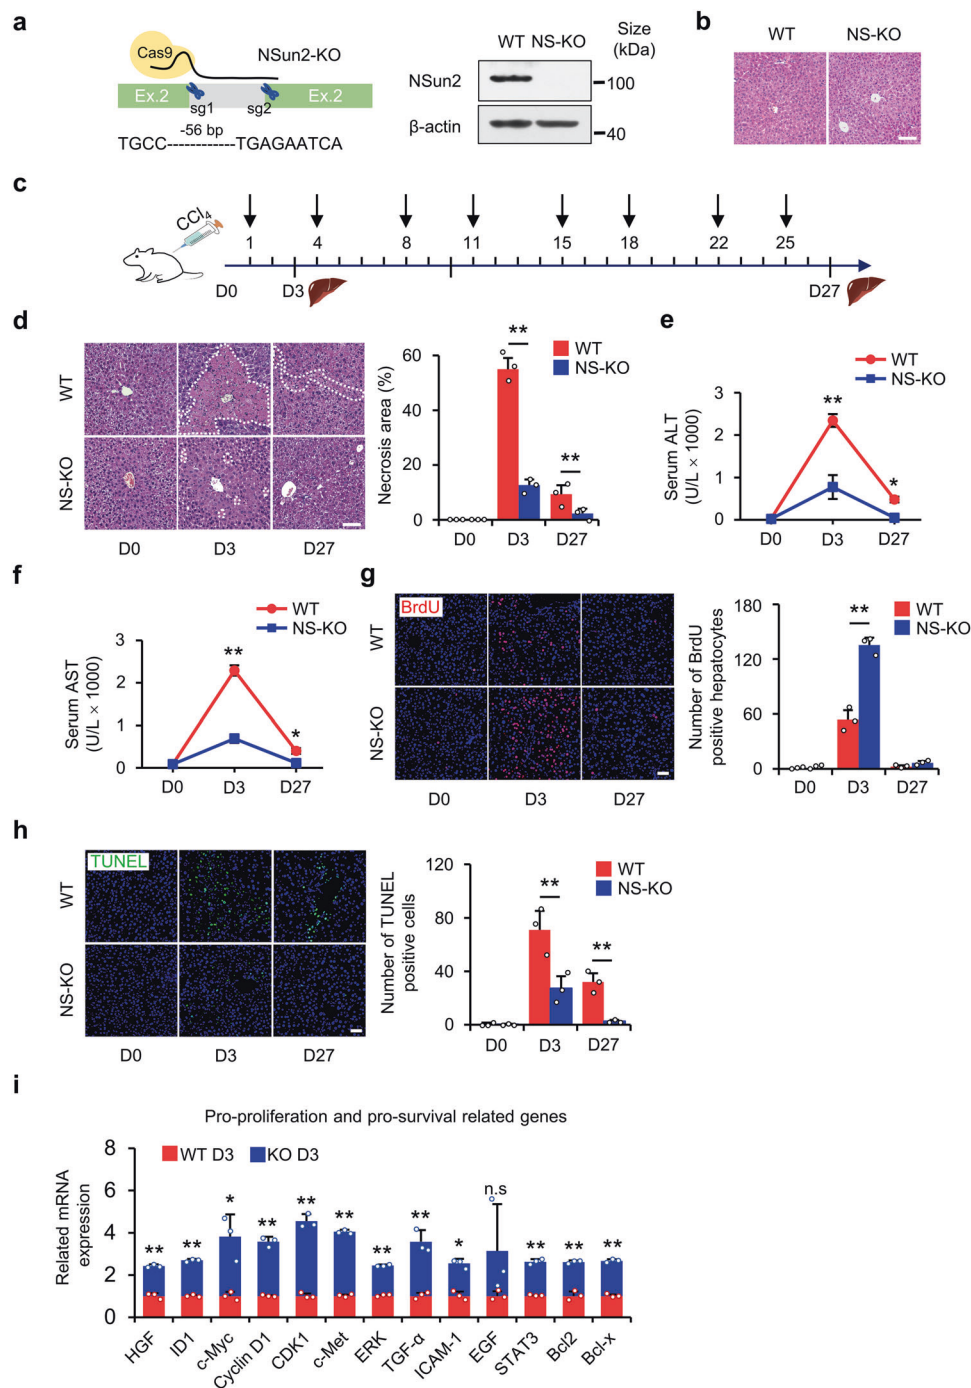 a
Cas9
NSun2-KO
Ex.2
Ex.2
sg1
sg2
-56 bp
TGCC------------TGAGAATCA
WT NS-KO
Size
(kDa)
NSun2
100
β-actin
40
b
WT
NS-KO
c
CCl4
1
4
8
11
15
18
22
25
D0
D3
D27
d
WT
NS-KO
D0
D3
D27
Necrosis area (%)
60
40
20
0
**
**
WT
NS-KO
D0
D3
D27
e
WT
NS-KO
Serum ALT
(U/L × 1000)
3
2
1
0
**
*
D0
D3
D27
f
WT
NS-KO
Serum AST
(U/L × 1000)
3
2
1
0
**
*
D0
D3
D27
g
BrdU
WT
NS-KO
D0
D3
D27
Number of BrdU
positive hepatocytes
180
120
60
0
**
WT
NS-KO
D0
D3
D27
h
TUNEL
WT
NS-KO
D0
D3
D27
Number of TUNEL
positive cells
120
80
40
0
**
**
WT
NS-KO
D0
D3
D27
i
Pro-proliferation and pro-survival related genes
WT D3
KO D3
Related mRNA
expression
8
6
4
2
0
**
**
*
**
**
**
**
**
*
n.s
**
**
**
HGF
ID1
c-Myc
Cyclin D1
CDK1
c-Met
ERK
TGF-α
ICAM-1
EGF
STAT3
Bcl2
Bcl-x